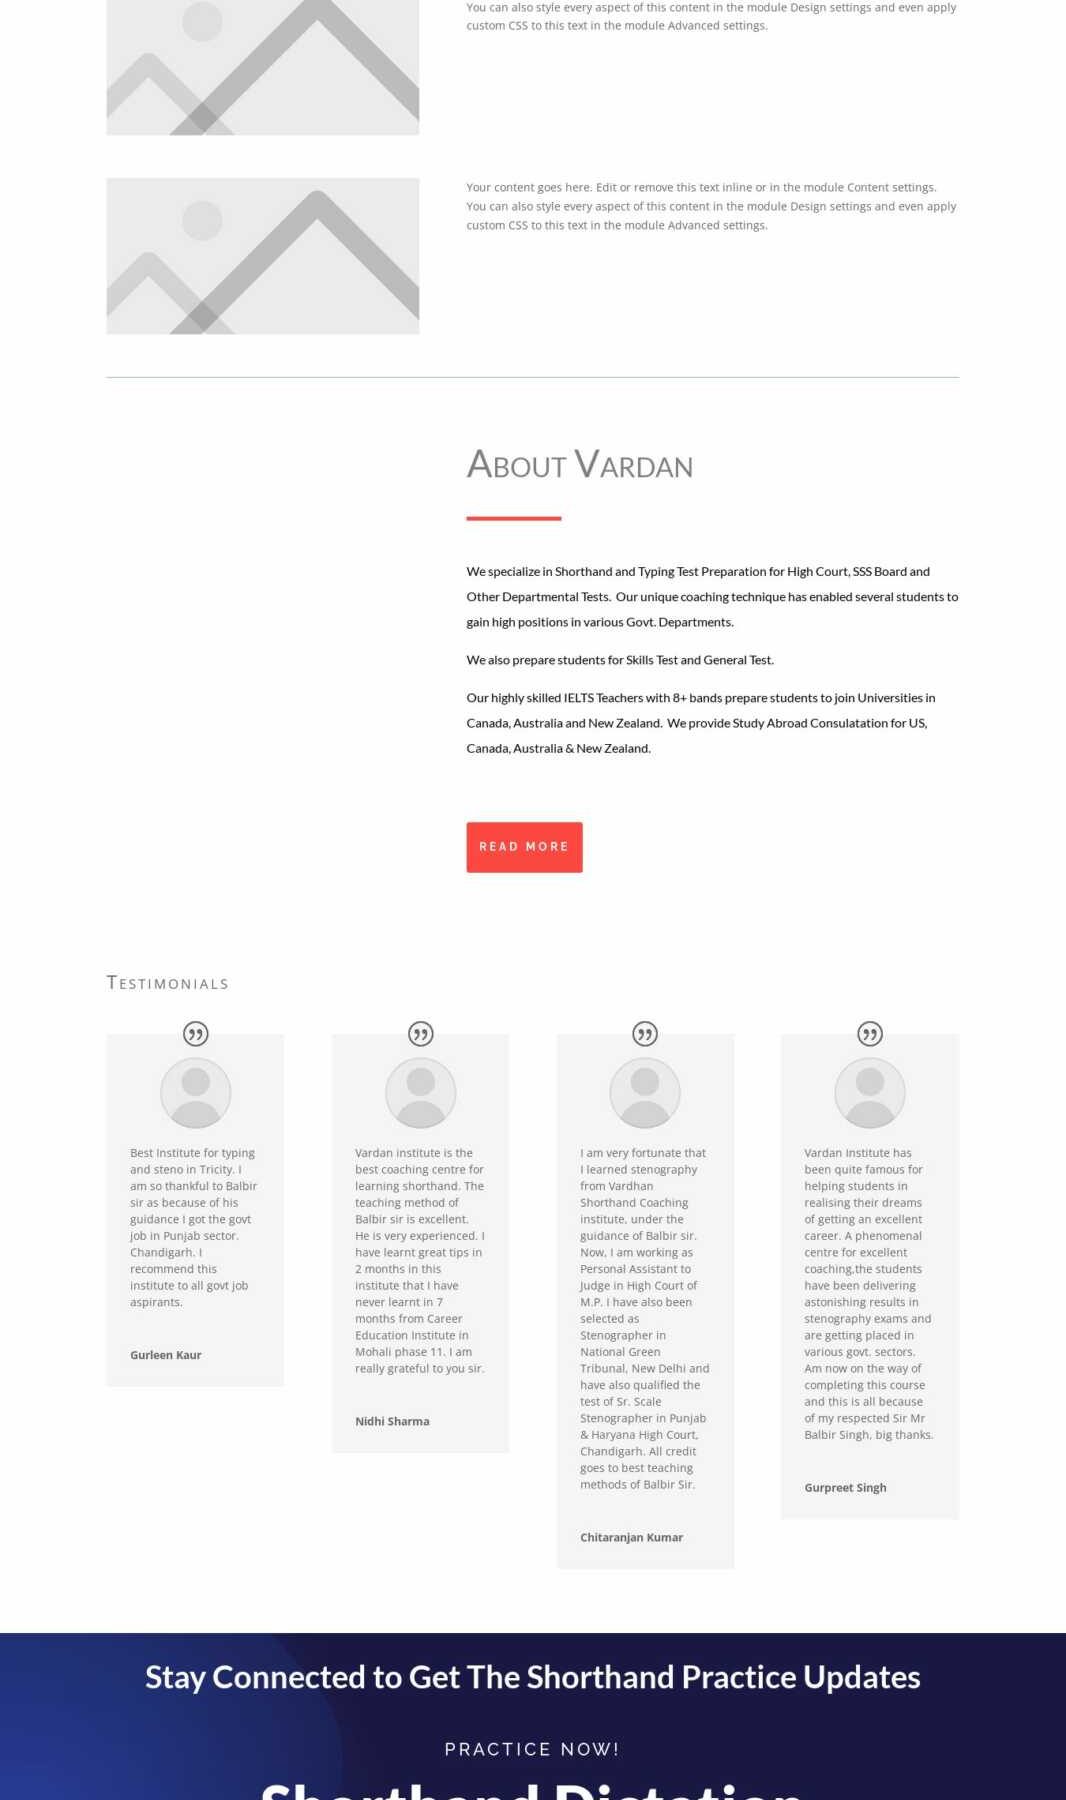 You can also style every aspect of this content in the module Design settings and even apply
custom CSS to this text in the module Advanced settings.
Your content goes here. Edit or remove this text inline or in the module Content settings.
You can also style every aspect of this content in the module Design settings and even apply
custom CSS to this text in the module Advanced settings.
About Vardan
We specialize in Shorthand and Typing Test Preparation for High Court, SSS Board and
Other Departmental Tests.  Our unique coaching technique has enabled several students to
gain high positions in various Govt. Departments.
We also prepare students for Skills Test and General Test.
Our highly skilled IELTS Teachers with 8+ bands prepare students to join Universities in
Canada, Australia and New Zealand.  We provide Study Abroad Consulatation for US,
Canada, Australia & New Zealand.
READ MORE
Testimonials
Best Institute for typing
and steno in Tricity. I
am so thankful to Balbir
sir as because of his
guidance I got the govt
job in Punjab sector.
Chandigarh. I
recommend this
institute to all govt job
aspirants.
Gurleen Kaur
Vardan institute is the
best coaching centre for
learning shorthand. The
teaching method of
Balbir sir is excellent.
He is very experienced. I
have learnt great tips in
2 months in this
institute that I have
never learnt in 7
months from Career
Education Institute in
Mohali phase 11. I am
really grateful to you sir.
Nidhi Sharma
I am very fortunate that
I learned stenography
from Vardhan
Shorthand Coaching
institute, under the
guidance of Balbir sir.
Now, I am working as
Personal Assistant to
Judge in High Court of
M.P. I have also been
selected as
Stenographer in
National Green
Tribunal, New Delhi and
have also qualified the
test of Sr. Scale
Stenographer in Punjab
& Haryana High Court,
Chandigarh. All credit
goes to best teaching
methods of Balbir Sir.
Chitaranjan Kumar
Vardan Institute has
been quite famous for
helping students in
realising their dreams
of getting an excellent
career. A phenomenal
centre for excellent
coaching,the students
have been delivering
astonishing results in
stenography exams and
are getting placed in
various govt. sectors.
Am now on the way of
completing this course
and this is all because
of my respected Sir Mr
Balbir Singh, big thanks.
Gurpreet Singh
Stay Connected to Get The Shorthand Practice Updates
PRACTICE NOW!
Shorthand Dictation